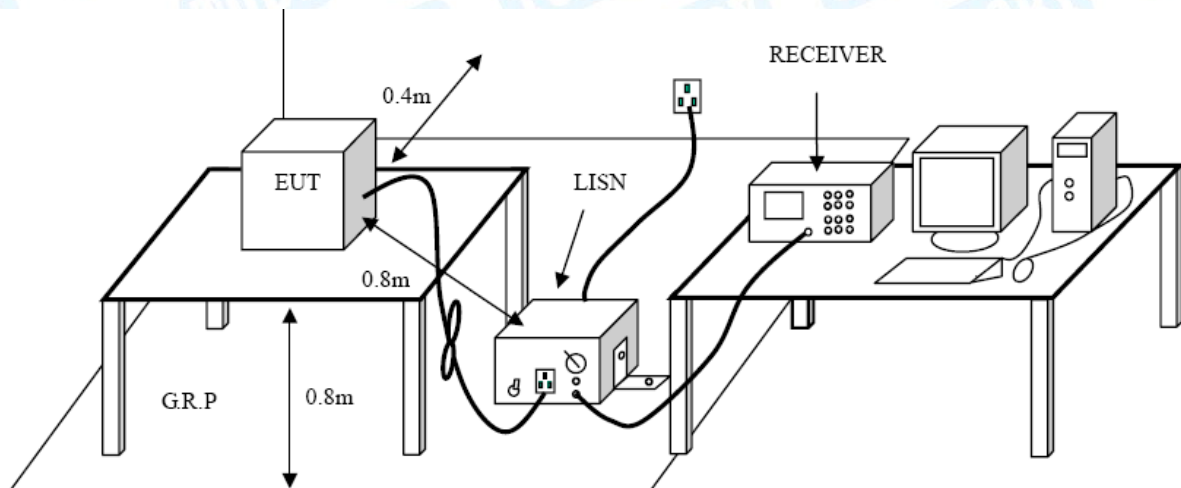 RECEIVER
0.4m
EUT
LISN
0.8m
G.R.P
0.8m